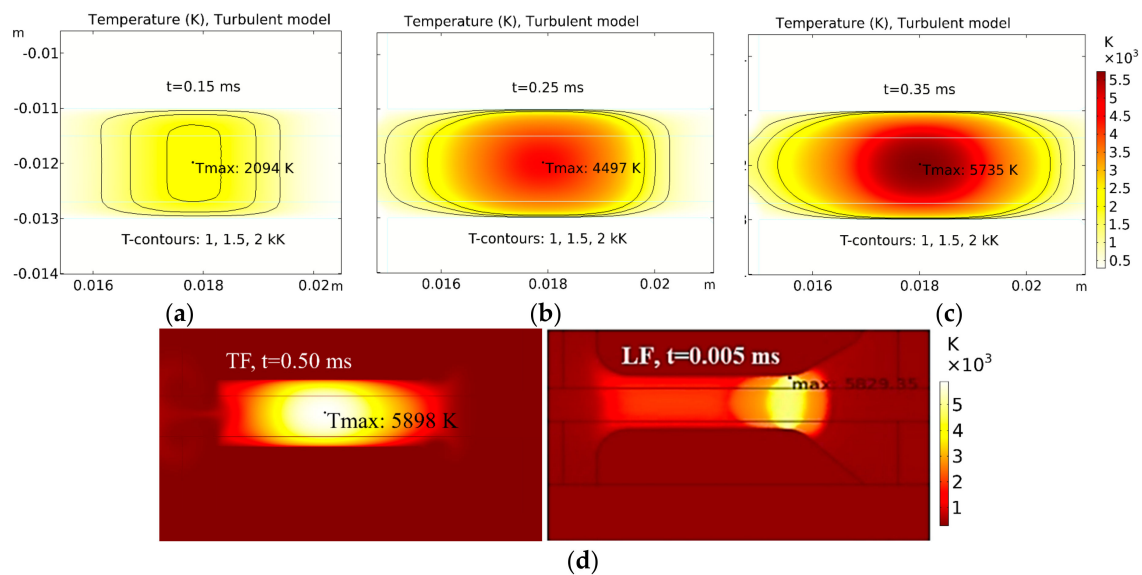 Temperature (K), Turbulent model
Temperature (K), Turbulent model
Temperature (K), Turbulent model
m
K
×10³
-0.01
-0.011
-0.012
-0.013
-0.014
t=0.15 ms
Tmax: 2094 K
T-contours: 1, 1.5, 2 kK
0.016
0.018
0.02
m
t=0.25 ms
Tmax: 4497 K
T-contours: 1, 1.5, 2 kK
0.016
0.018
0.02
m
t=0.35 ms
Tmax: 5735 K
T-contours: 1, 1.5, 2 kK
0.016
0.018
0.02
m
5.5
5
4.5
4
3.5
3
2.5
2
1.5
1
0.5
(a)
(b)
(c)
TF, t=0.50 ms
Tmax: 5898 K
LF, t=0.005 ms
max: 5829.35
K
×10³
5
4
3
2
1
(d)